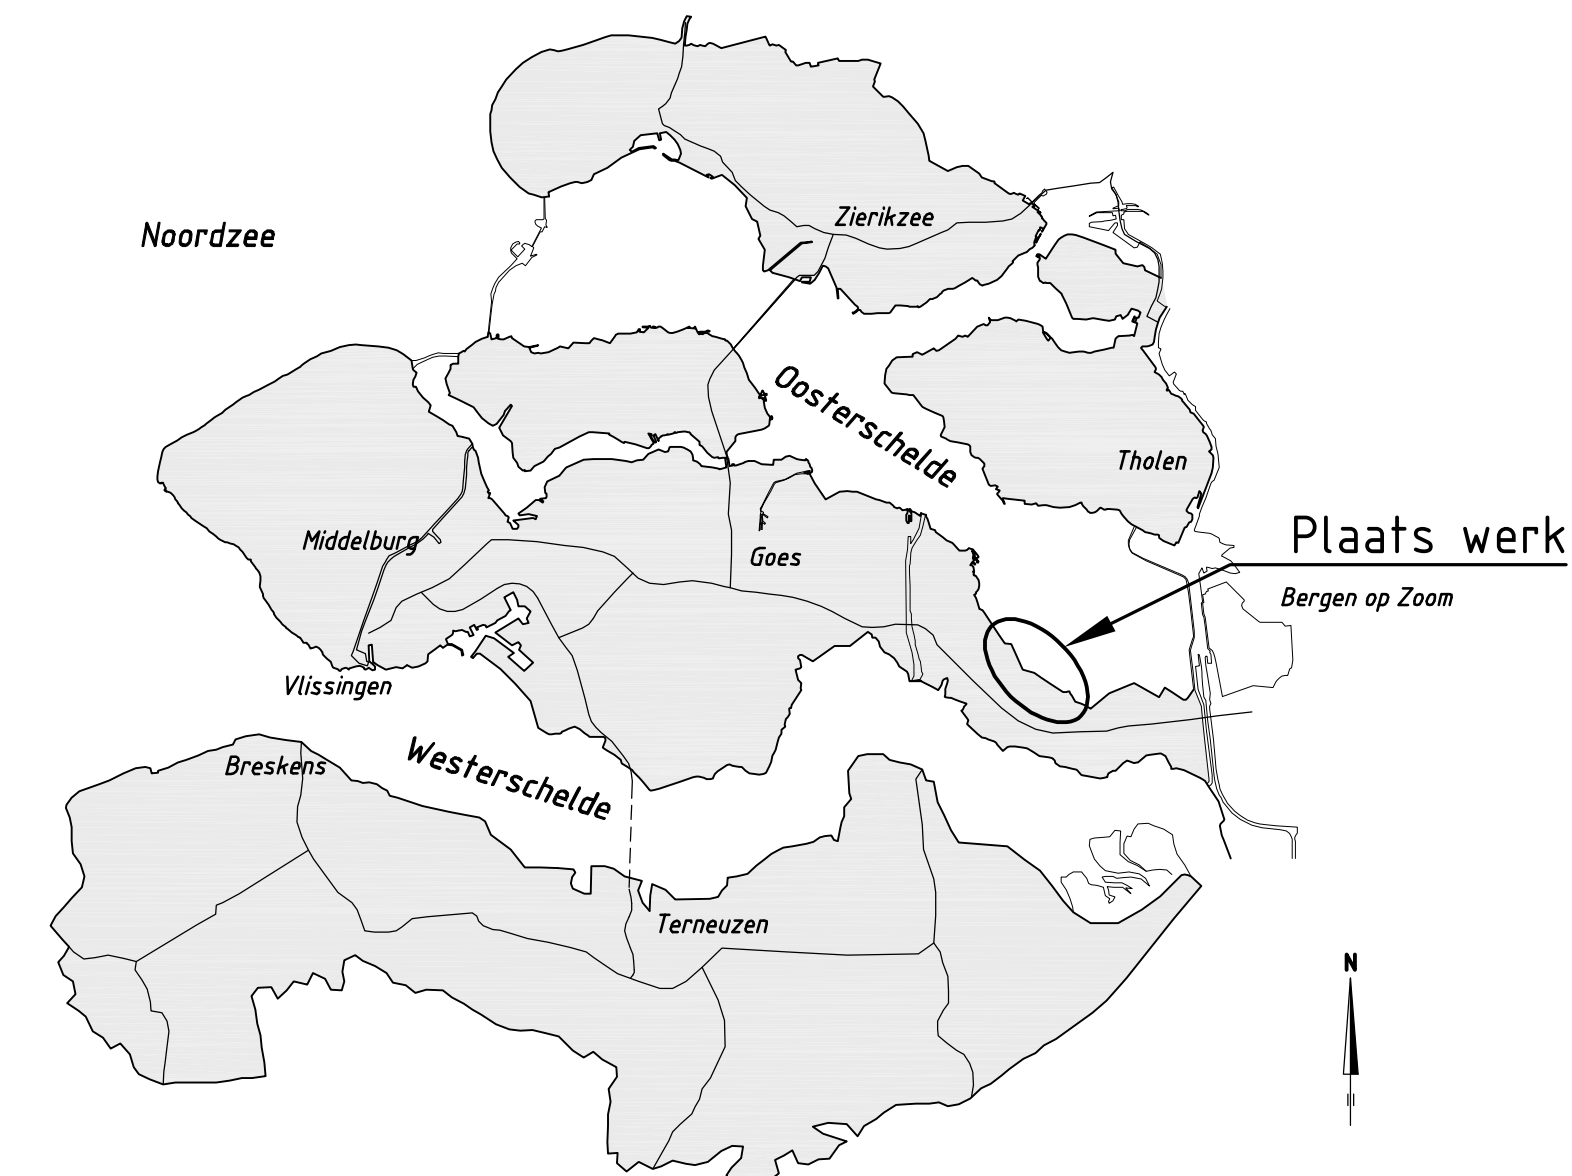 Zierikzee
Noordzee
Oosterschelde
Tholen
Plaats werk
Middelburg
Goes
Bergen op Zoom
Vlissingen
Westerschelde
Breskens
Terneuzen
N